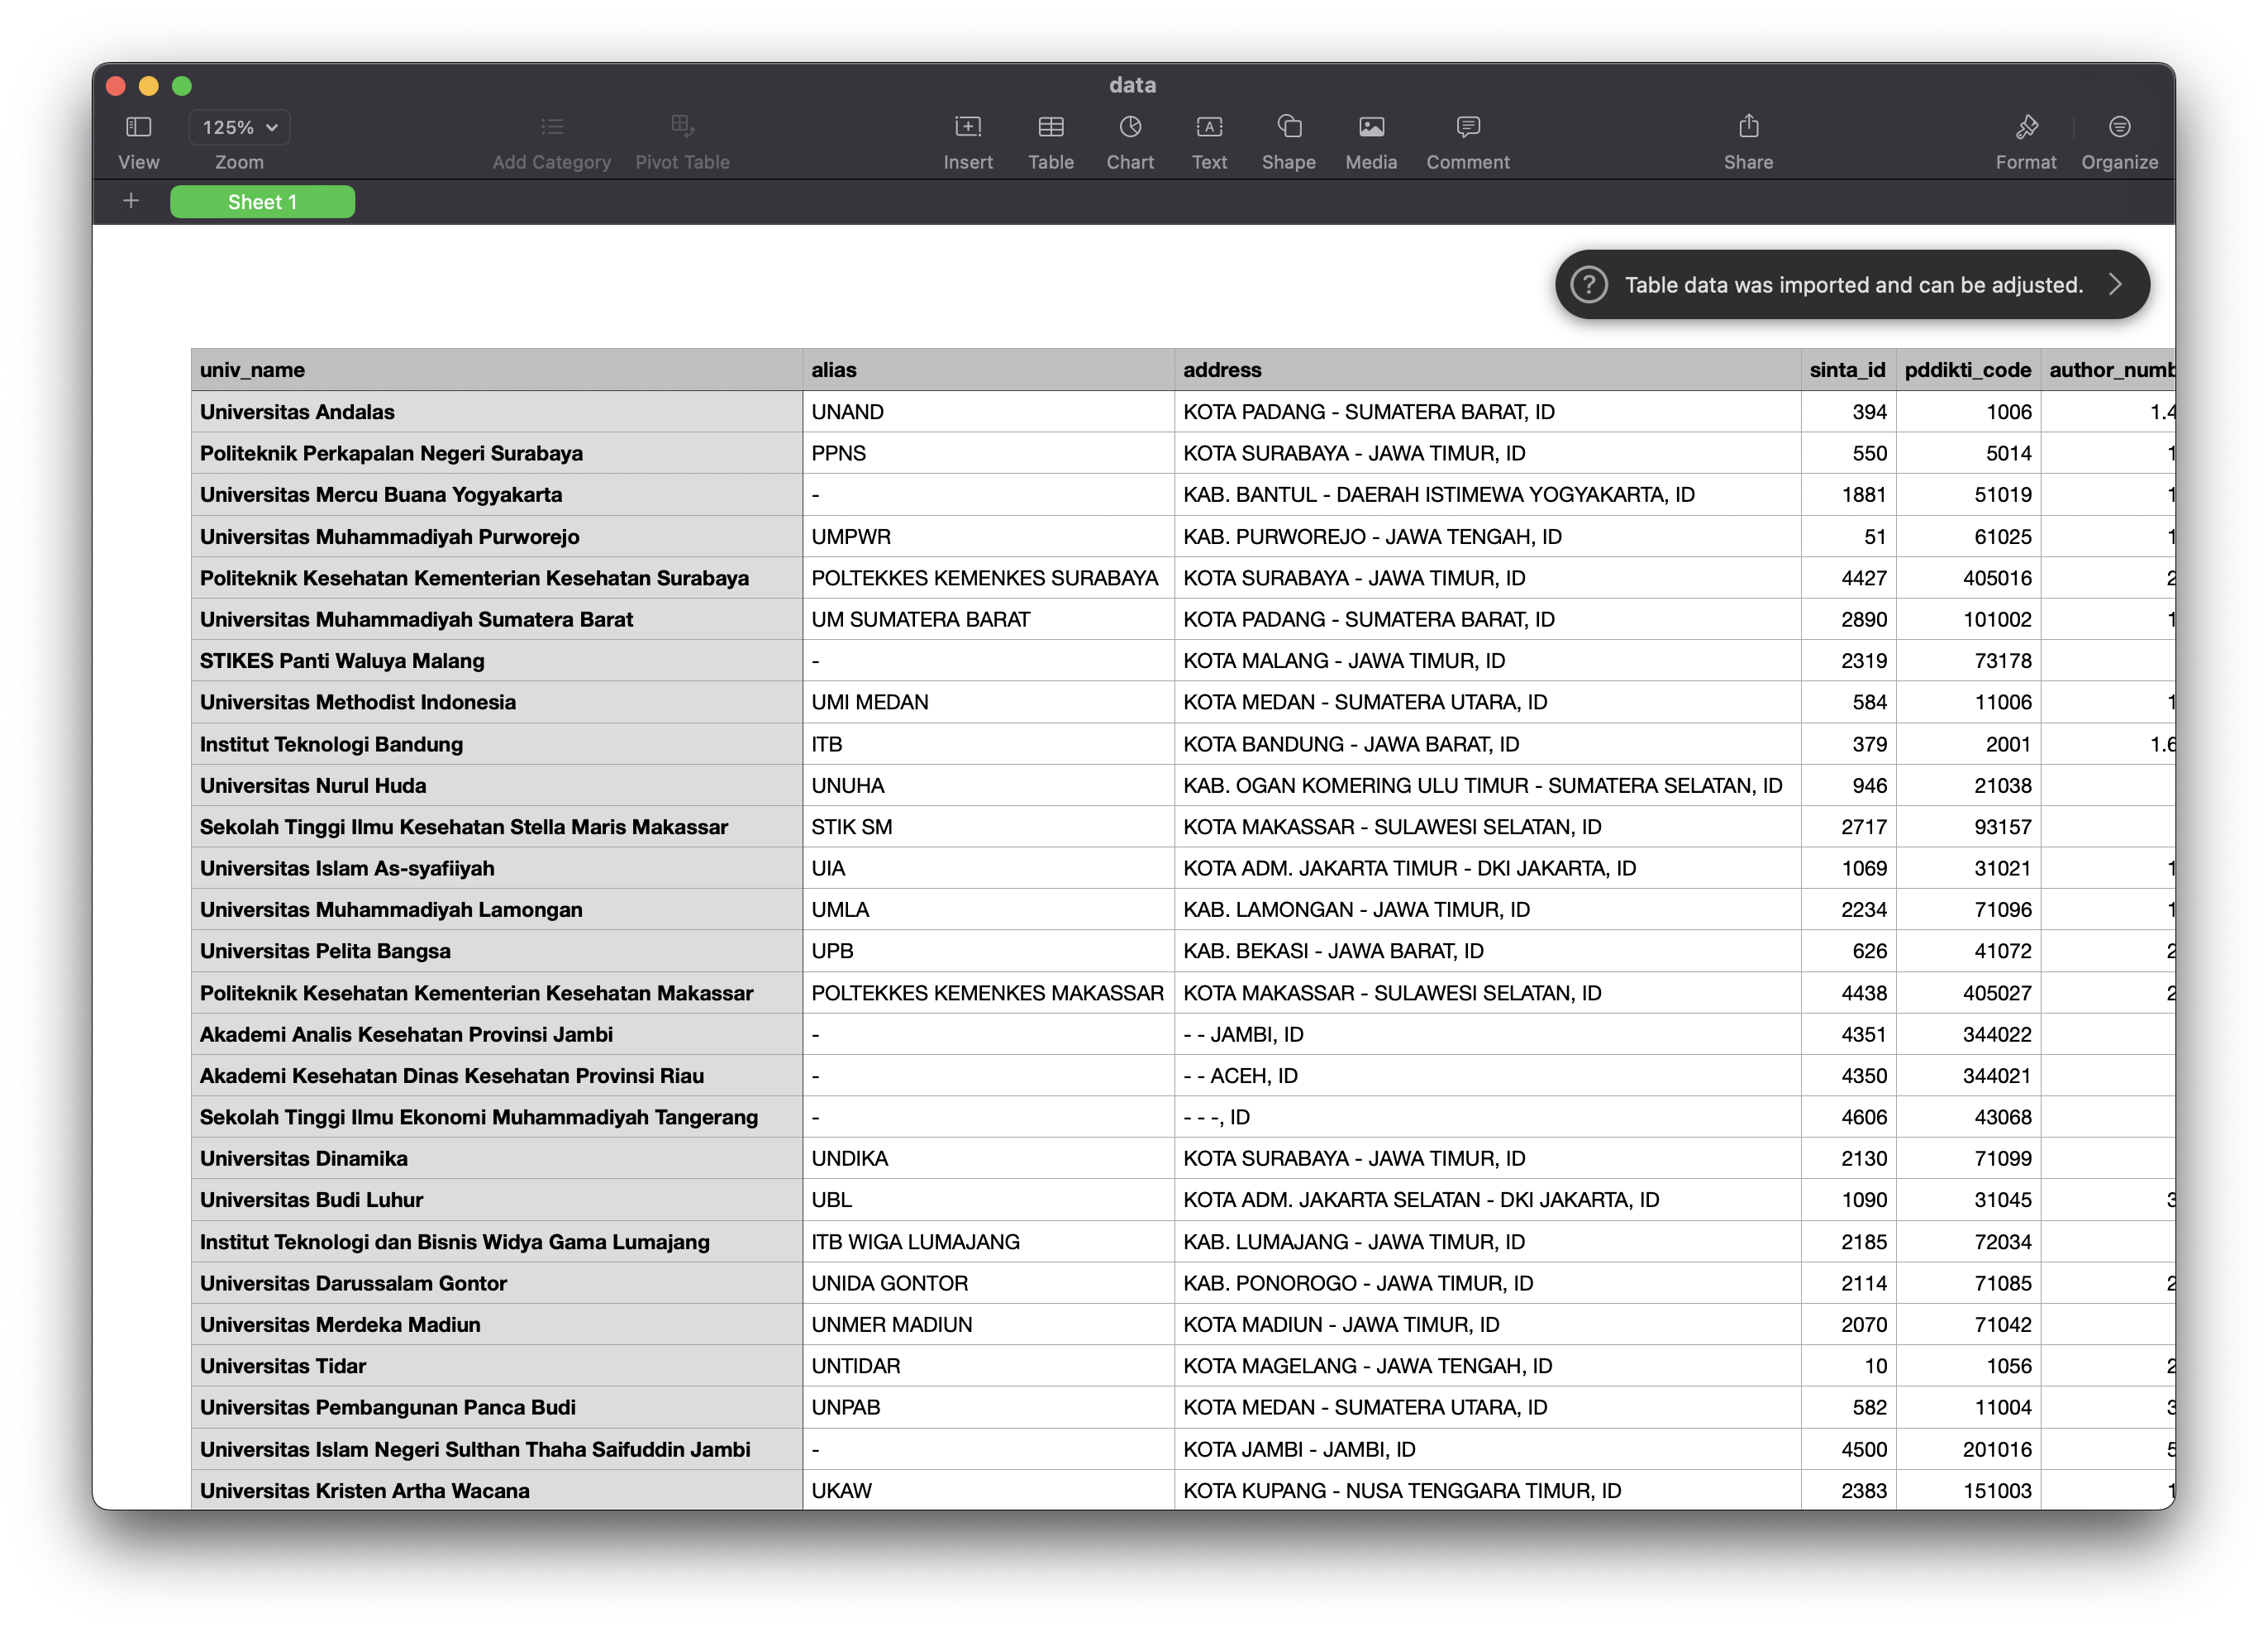 data
125%
View
Zoom
Add Category
Pivot Table
Insert
Table
Chart
Text
Shape
Media
Comment
Share
Format
Organize
Sheet 1
Table data was imported and can be adjusted.
univ_name alias address sinta_id pddikti_code author_numb
Universitas Andalas UNAND KOTA PADANG - SUMATERA BARAT, ID 394 1006 1.4
Politeknik Perkapalan Negeri Surabaya PPNS KOTA SURABAYA - JAWA TIMUR, ID 550 5014 1
Universitas Mercu Buana Yogyakarta - KAB. BANTUL - DAERAH ISTIMEWA YOGYAKARTA, ID 1881 51019 1
Universitas Muhammadiyah Purworejo UMPWR KAB. PURWOREJO - JAWA TENGAH, ID 51 61025 1
Politeknik Kesehatan Kementerian Kesehatan Surabaya POLTEKKES KEMENKES SURABAYA KOTA SURABAYA - JAWA TIMUR, ID 4427 405016 2
Universitas Muhammadiyah Sumatera Barat UM SUMATERA BARAT KOTA PADANG - SUMATERA BARAT, ID 2890 101002 1
STIKES Panti Waluya Malang - KOTA MALANG - JAWA TIMUR, ID 2319 73178
Universitas Methodist Indonesia UMI MEDAN KOTA MEDAN - SUMATERA UTARA, ID 584 11006 1
Institut Teknologi Bandung ITB KOTA BANDUNG - JAWA BARAT, ID 379 2001 1.6
Universitas Nurul Huda UNUHA KAB. OGAN KOMERING ULU TIMUR - SUMATERA SELATAN, ID 946 21038
Sekolah Tinggi Ilmu Kesehatan Stella Maris Makassar STIK SM KOTA MAKASSAR - SULAWESI SELATAN, ID 2717 93157
Universitas Islam As-syafiiyah UIA KOTA ADM. JAKARTA TIMUR - DKI JAKARTA, ID 1069 31021 1
Universitas Muhammadiyah Lamongan UMLA KAB. LAMONGAN - JAWA TIMUR, ID 2234 71096 1
Universitas Pelita Bangsa UPB KAB. BEKASI - JAWA BARAT, ID 626 41072 2
Politeknik Kesehatan Kementerian Kesehatan Makassar POLTEKKES KEMENKES MAKASSAR KOTA MAKASSAR - SULAWESI SELATAN, ID 4438 405027 2
Akademi Analis Kesehatan Provinsi Jambi - - - JAMBI, ID 4351 344022
Akademi Kesehatan Dinas Kesehatan Provinsi Riau - - - ACEH, ID 4350 344021
Sekolah Tinggi Ilmu Ekonomi Muhammadiyah Tangerang - - - -, ID 4606 43068
Universitas Dinamika UNDIKA KOTA SURABAYA - JAWA TIMUR, ID 2130 71099
Universitas Budi Luhur UBL KOTA ADM. JAKARTA SELATAN - DKI JAKARTA, ID 1090 31045 3
Institut Teknologi dan Bisnis Widya Gama Lumajang ITB WIGA LUMAJANG KAB. LUMAJANG - JAWA TIMUR, ID 2185 72034
Universitas Darussalam Gontor UNIDA GONTOR KAB. PONOROGO - JAWA TIMUR, ID 2114 71085 2
Universitas Merdeka Madiun UNMER MADIUN KOTA MADIUN - JAWA TIMUR, ID 2070 71042
Universitas Tidar UNTIDAR KOTA MAGELANG - JAWA TENGAH, ID 10 1056 2
Universitas Pembangunan Panca Budi UNPAB KOTA MEDAN - SUMATERA UTARA, ID 582 11004 3
Universitas Islam Negeri Sulthan Thaha Saifuddin Jambi - KOTA JAMBI - JAMBI, ID 4500 201016 5
Universitas Kristen Artha Wacana UKAW KOTA KUPANG - NUSA TENGGARA TIMUR, ID 2383 151003 1